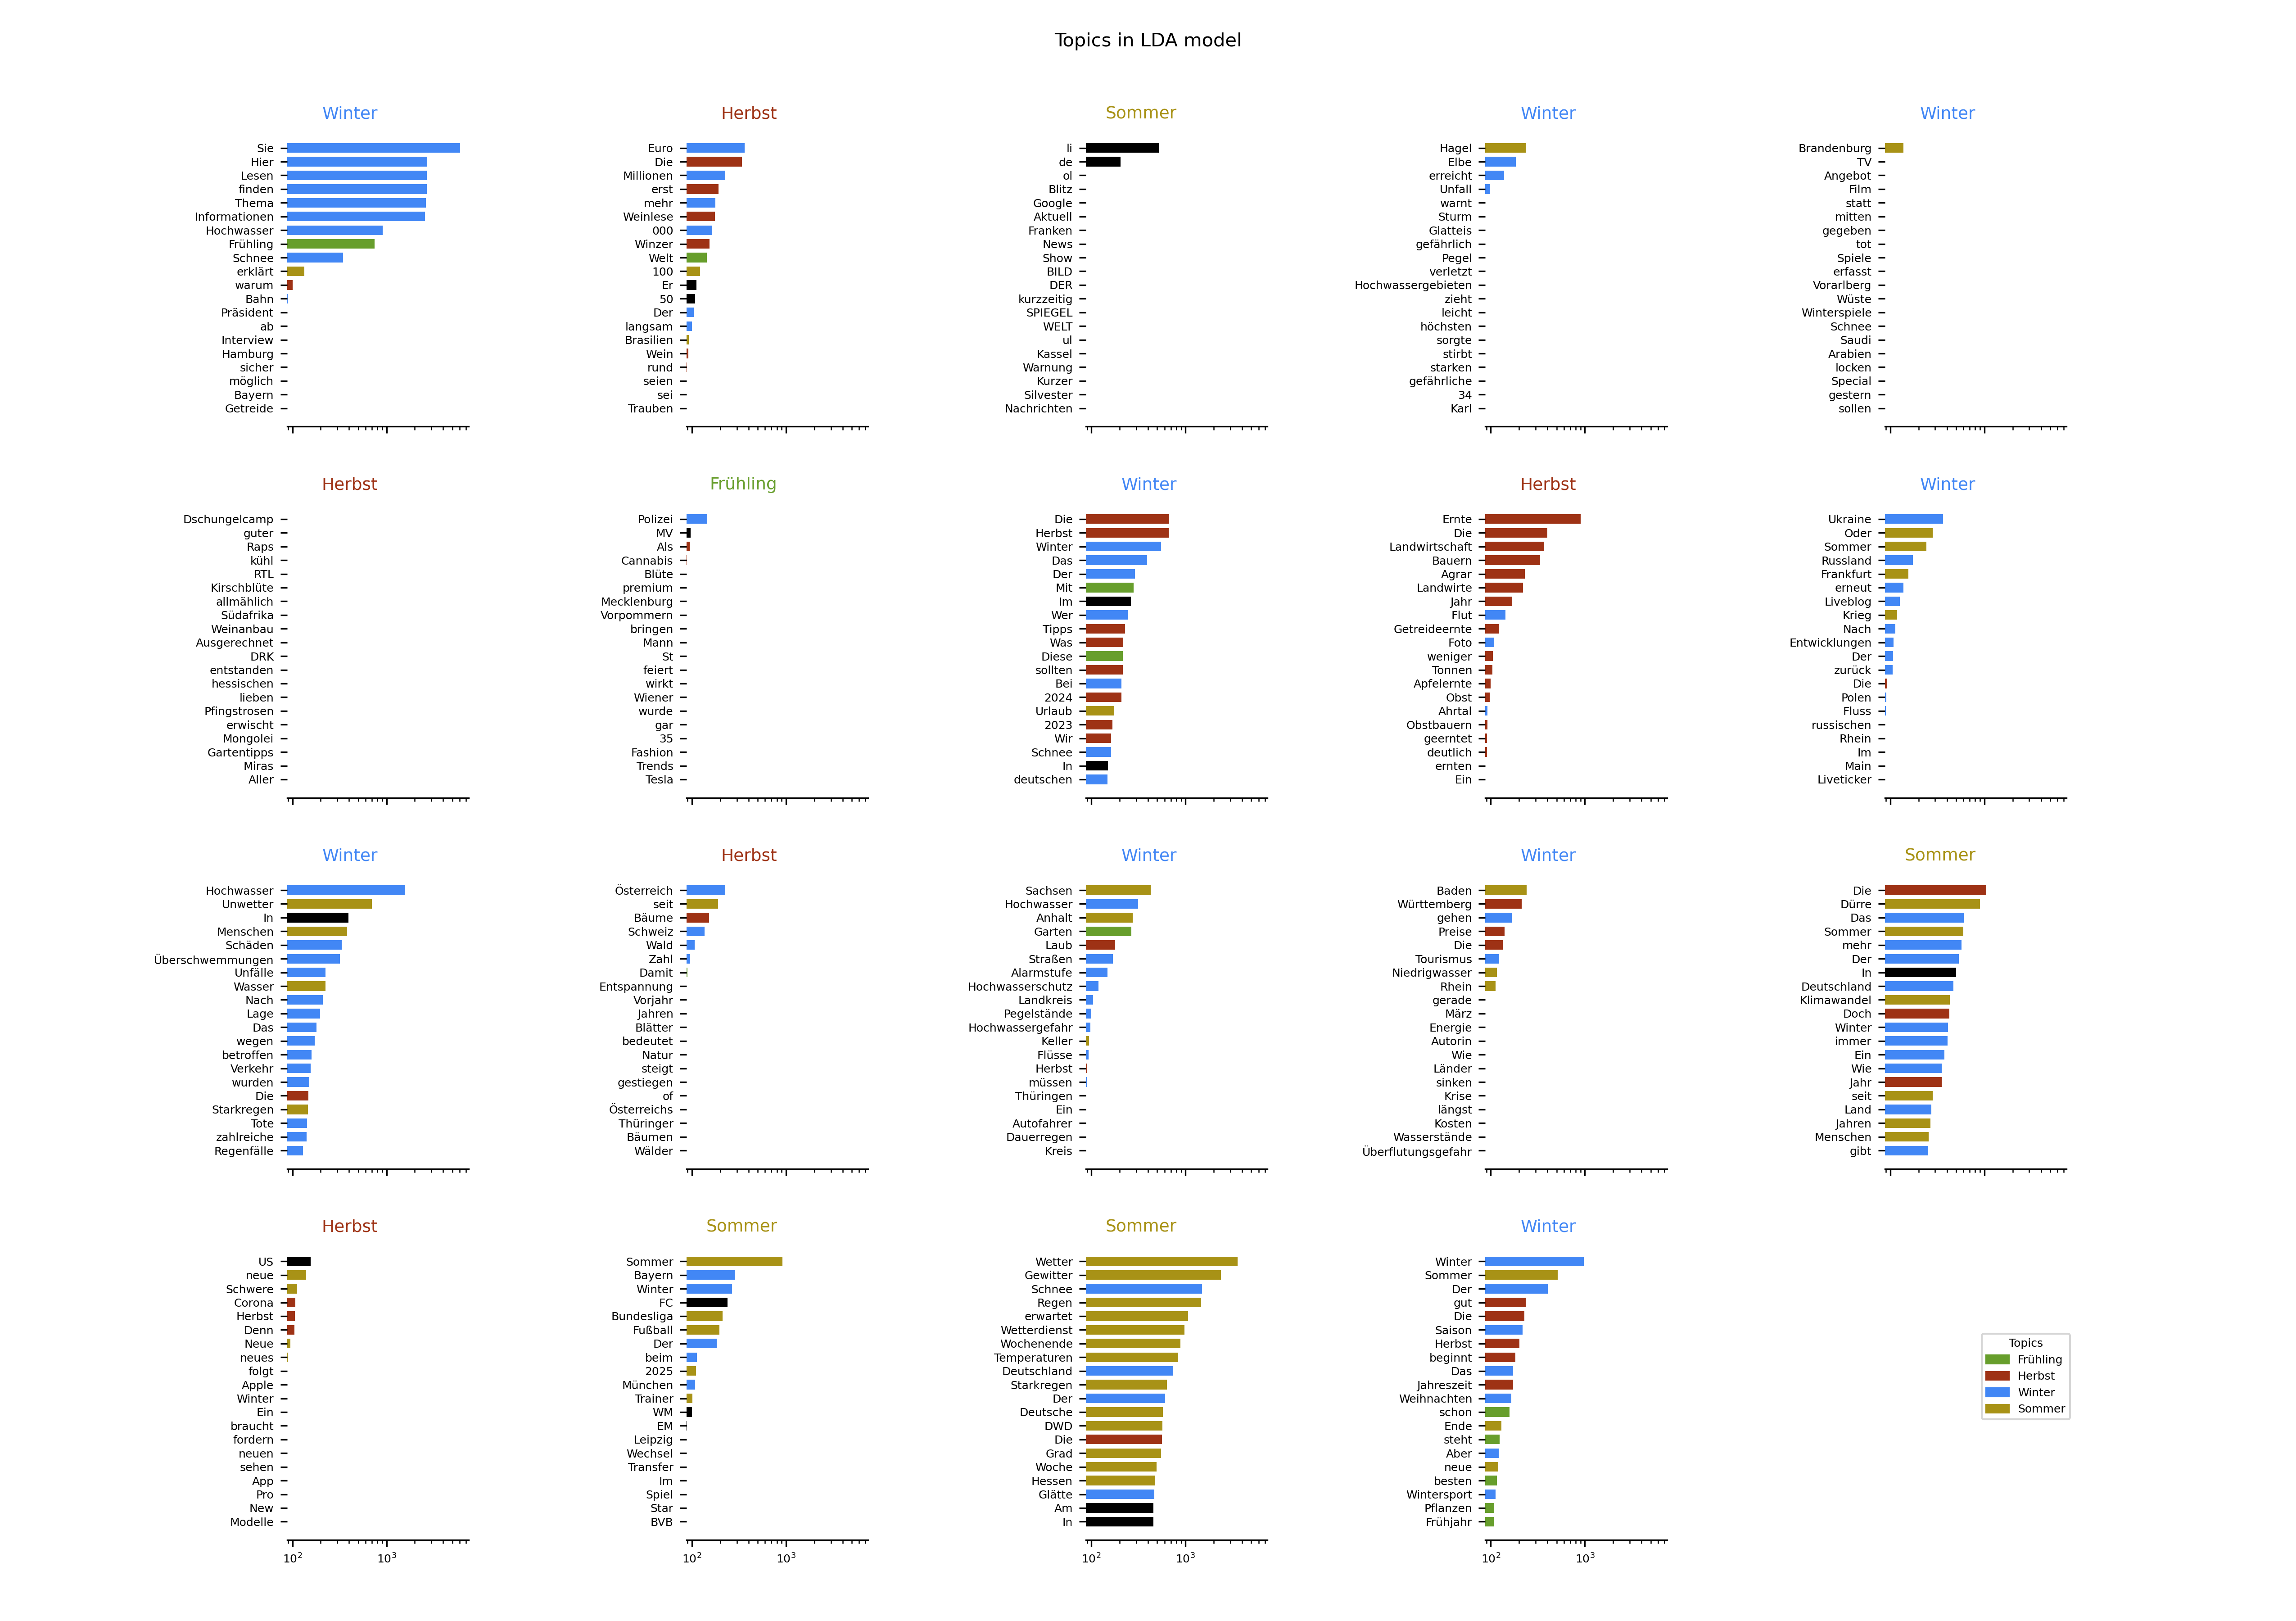 Topics in LDA model
Winter
Sie
Hier
Lesen
finden
Thema
Informationen
Hochwasser
Frühling
Schnee
erklärt
warum
Bahn
Präsident
ab
Interview
Hamburg
sicher
möglich
Bayern
Getreide
Herbst
Euro
Die
Millionen
erst
mehr
Weinlese
000
Winzer
Welt
100
Er
50
Der
langsam
Brasilien
Wein
rund
seien
sei
Trauben
Sommer
li
de
ol
Blitz
Google
Aktuell
Franken
News
Show
BILD
DER
kurzzeitig
SPIEGEL
WELT
ul
Kassel
Warnung
Kurzer
Silvester
Nachrichten
Winter
Hagel
Elbe
erreicht
Unfall
warnt
Sturm
Glatteis
gefährlich
Pegel
verletzt
Hochwassergebieten
zieht
leicht
höchsten
sorgte
stirbt
starken
gefährliche
34
Karl
Winter
Brandenburg
TV
Angebot
Film
statt
mitten
gegeben
tot
Spiele
erfasst
Vorarlberg
Wüste
Winterspiele
Schnee
Saudi
Arabien
locken
Special
gestern
sollen
Herbst
Dschungelcamp
guter
Raps
kühl
RTL
Kirschblüte
allmählich
Südafrika
Weinanbau
Ausgerechnet
DRK
entstanden
hessischen
lieben
Pfingstrosen
erwischt
Mongolei
Gartentipps
Miras
Aller
Frühling
Polizei
MV
Als
Cannabis
Blüte
premium
Mecklenburg
Vorpommern
bringen
Mann
St
feiert
wirkt
Wiener
wurde
gar
35
Fashion
Trends
Tesla
Winter
Die
Herbst
Winter
Das
Der
Mit
Im
Wer
Tipps
Was
Diese
sollten
Bei
2024
Urlaub
2023
Wir
Schnee
In
deutschen
Herbst
Ernte
Die
Landwirtschaft
Bauern
Agrar
Landwirte
Jahr
Flut
Getreideernte
Foto
weniger
Tonnen
Apfelernte
Obst
Ahrtal
Obstbauern
geerntet
deutlich
ernten
Ein
Winter
Ukraine
Oder
Sommer
Russland
Frankfurt
erneut
Liveblog
Krieg
Nach
Entwicklungen
Der
zurück
Die
Polen
Fluss
russischen
Rhein
Im
Main
Liveticker
Winter
Hochwasser
Unwetter
In
Menschen
Schäden
Überschwemmungen
Unfälle
Wasser
Nach
Lage
Das
wegen
betroffen
Verkehr
wurden
Die
Starkregen
Tote
zahlreiche
Regenfälle
Herbst
Österreich
seit
Bäume
Schweiz
Wald
Zahl
Damit
Entspannung
Vorjahr
Jahren
Blätter
bedeutet
Natur
steigt
gestiegen
of
Österreichs
Thüringer
Bäumen
Wälder
Winter
Sachsen
Hochwasser
Anhalt
Garten
Laub
Straßen
Alarmstufe
Hochwasserschutz
Landkreis
Pegelstände
Hochwassergefahr
Keller
Flüsse
Herbst
müssen
Thüringen
Ein
Autofahrer
Dauerregen
Kreis
Winter
Baden
Württemberg
gehen
Preise
Die
Tourismus
Niedrigwasser
Rhein
gerade
März
Energie
Autorin
Wie
Länder
sinken
Krise
längst
Kosten
Wasserstände
Überflutungsgefahr
Sommer
Die
Dürre
Das
Sommer
mehr
Der
In
Deutschland
Klimawandel
Doch
Winter
immer
Ein
Wie
Jahr
seit
Land
Jahren
Menschen
gibt
Herbst
US
neue
Schwere
Corona
Herbst
Denn
Neue
neues
folgt
Apple
Winter
Ein
braucht
fordern
neuen
sehen
App
Pro
New
Modelle
10² 10³
Sommer
Sommer
Bayern
Winter
FC
Bundesliga
Fußball
Der
beim
2025
München
Trainer
WM
EM
Leipzig
Wechsel
Transfer
Im
Spiel
Star
BVB
10² 10³
Sommer
Wetter
Gewitter
Schnee
Regen
erwartet
Wetterdienst
Wochenende
Temperaturen
Deutschland
Starkregen
Der
Deutsche
DWD
Die
Grad
Woche
Hessen
Glätte
Am
In
10² 10³
Winter
Winter
Sommer
Der
gut
Die
Saison
Herbst
beginnt
Das
Jahreszeit
Weihnachten
schon
Ende
steht
Aber
neue
besten
Wintersport
Pflanzen
Frühjahr
10² 10³
Topics
Frühling
Herbst
Winter
Sommer